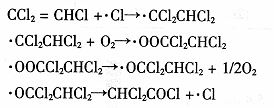 CCl₂ = CHCl + ·Cl→·CCl₂CHCl₂
·CCl₂CHCl₂ + O₂→·OOCCl₂CHCl₂
·OOCCl₂CHCl₂→·OCCl₂CHCl₂ + 1/2O₂
·OCCl₂CHCl₂→CHCl₂COCl + ·Cl